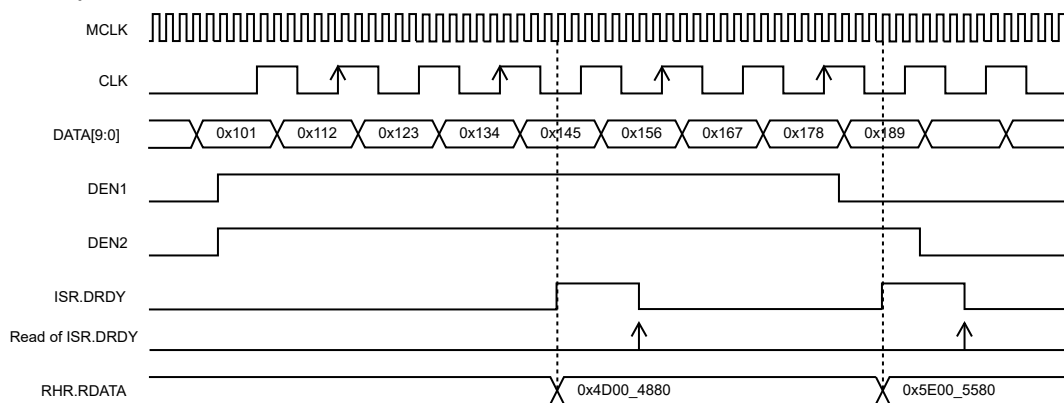 MCLK
CLK
DATA[9:0] 0x101 0x112 0x123 0x134 0x145 0x156 0x167 0x178 0x189
DEN1
DEN2
ISR.DRDY
Read of ISR.DRDY
RHR.RDATA 0x4D00_4880 0x5E00_5580